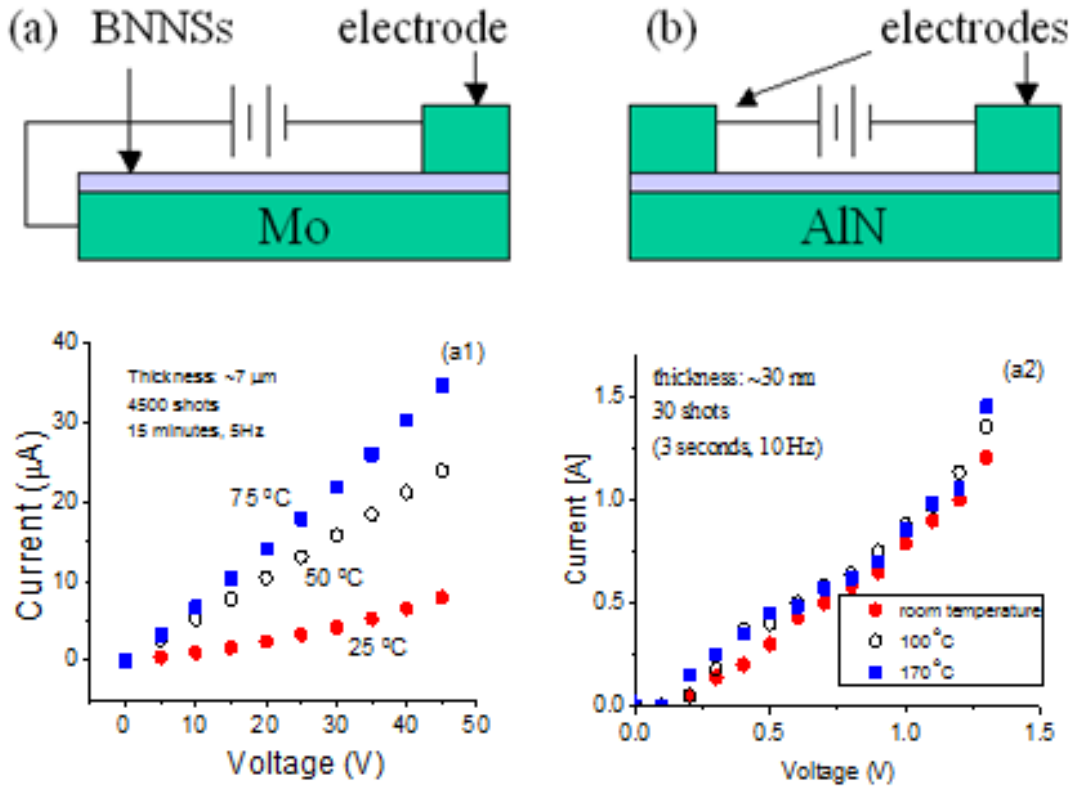 (a) BNNSs electrode
Mo
(b) electrodes
AlN
(a1)
Thickness: ~7 μm
4500 shots
15 minutes, 5Hz
75 ºC
50 ºC
25 ºC
Current (μA)
40
30
20
10
0
0 10 20 30 40 50
Voltage (V)
(a2)
thickness: ~30 nm
30 shots
(3 seconds, 10 Hz)
Current [A]
1.5
1.0
0.5
0.0
room temperature
100°C
170°C
0.0 0.5 1.0 1.5
Voltage (V)